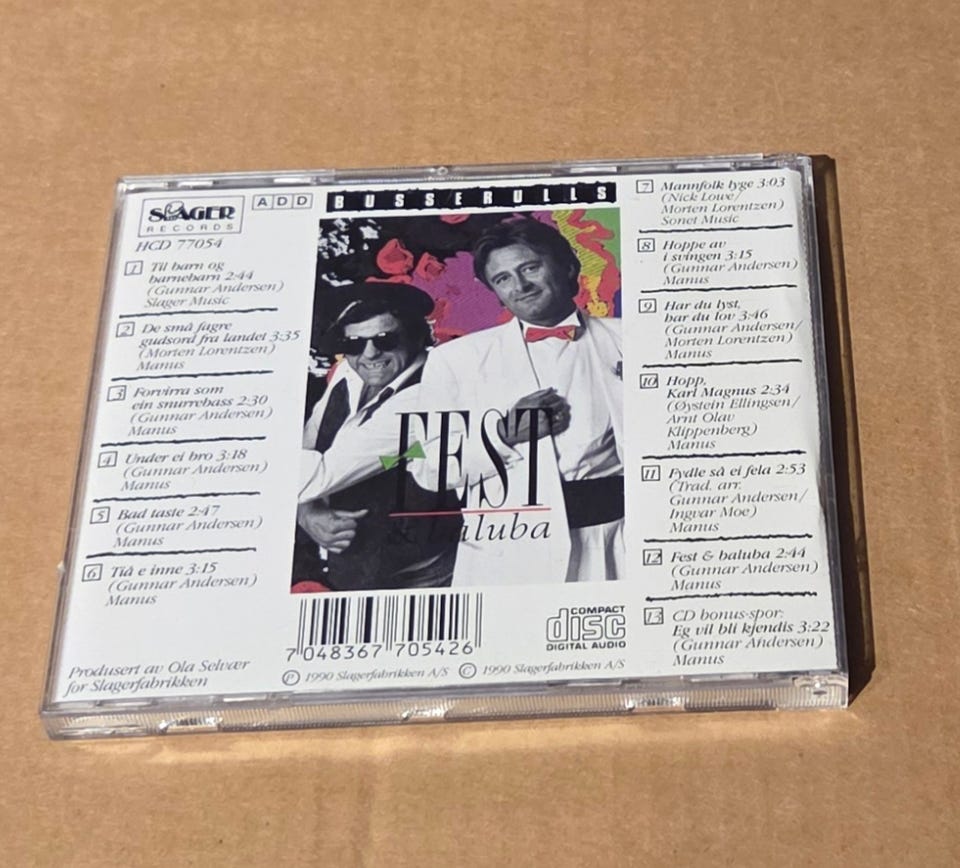 SLAGER
RECORDS
HCD 77054
1 Til barn og
barnebarn 2:44
(Gunnar Andersen)
Slager Music
2 De små fagre
gudsord fra landet 3:35
(Morten Lorentzen)
Manus
3 Forvirra som
ein snurrebass 2:30
(Gunnar Andersen)
Manus
4 Under ei bro 3:18
(Gunnar Andersen)
Manus
5 Bad taste 2:47
(Gunnar Andersen)
Manus
6 Tiå e inne 3:15
(Gunnar Andersen)
Manus
Produsert av Ola Selvær
for Slagerfabrikken
ADD
BUSSERULLS
FEST
& baluba
7 048367 705426
COMPACT
disc
DIGITAL AUDIO
Ⓟ 1990 Slagerfabrikken A/S © 1990 Slagerfabrikken A/S
7 Mannfolk lyge 3:03
(Nick Lowe/
Morten Lorentzen)
Sonet Music
8 Hoppe av
i svingen 3:15
(Gunnar Andersen)
Manus
9 Har du lyst,
har du lov 3:46
(Gunnar Andersen/
Morten Lorentzen)
Manus
10 Hopp,
Karl Magnus 2:34
(Øystein Ellingsen/
Arnt Olav
Klippenberg)
Manus
11 Fydle så ei fela 2:53
(Trad. arr.
Gunnar Andersen/
Ingvar Moe)
Manus
12 Fest & baluba 2:44
(Gunnar Andersen)
Manus
13 CD bonus-spor:
Eg vil bli kjendis 3:22
(Gunnar Andersen)
Manus